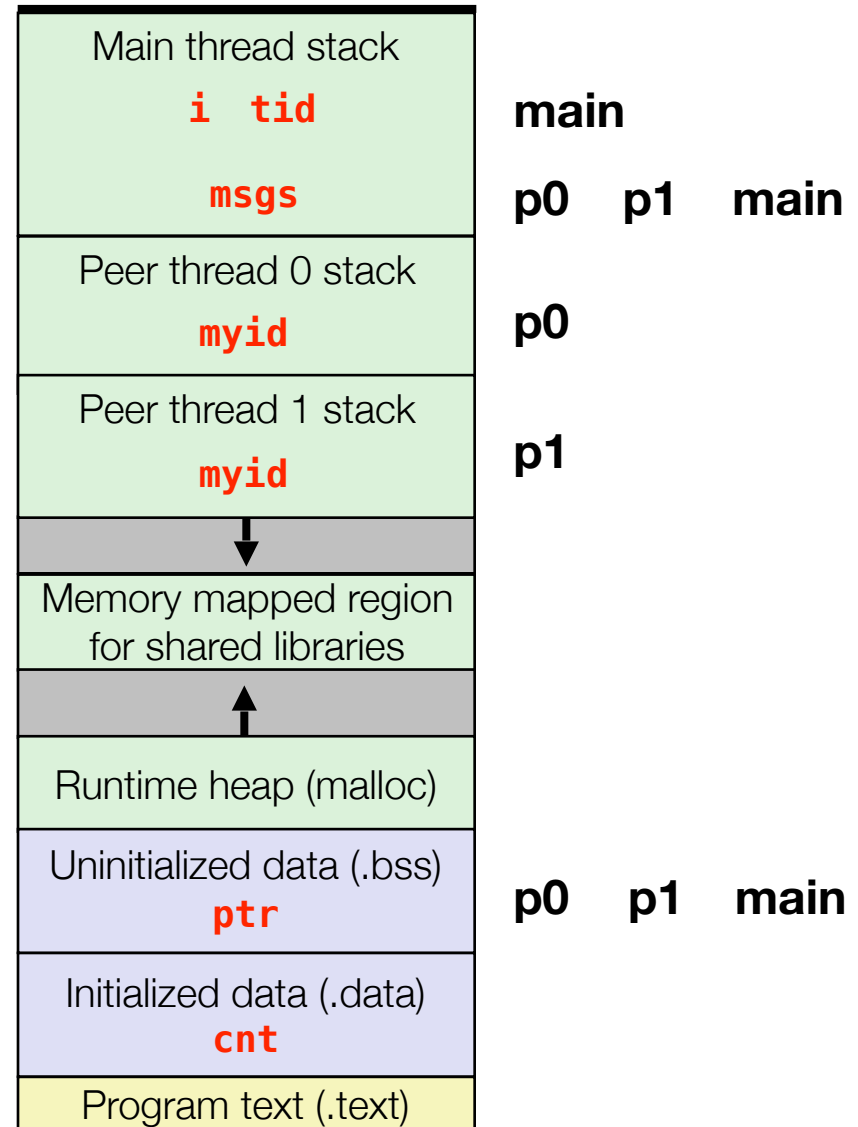 Main thread stack
i tid main
msgs p0 p1 main
Peer thread 0 stack
myid p0
Peer thread 1 stack
myid p1
Memory mapped region
for shared libraries
Runtime heap (malloc)
Uninitialized data (.bss)
ptr p0 p1 main
Initialized data (.data)
cnt
Program text (.text)